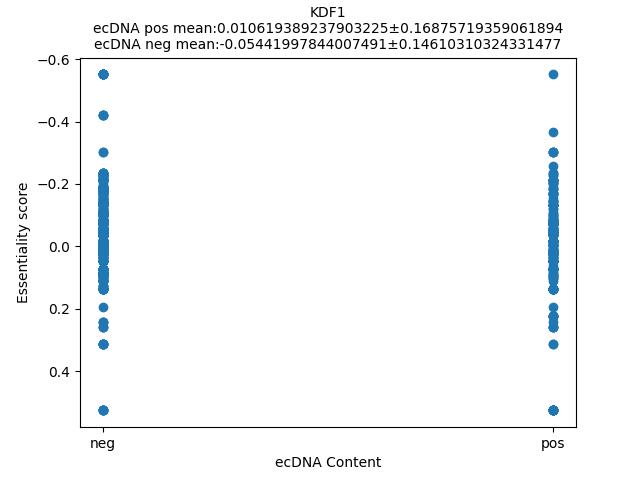 KDF1
ecDNA pos mean:0.010619389237903225±0.16875719359061894
ecDNA neg mean:-0.05441997844007491±0.14610310324331477
−0.6
−0.4
−0.2
0.0
0.2
0.4
Essentiality score
neg
pos
ecDNA Content